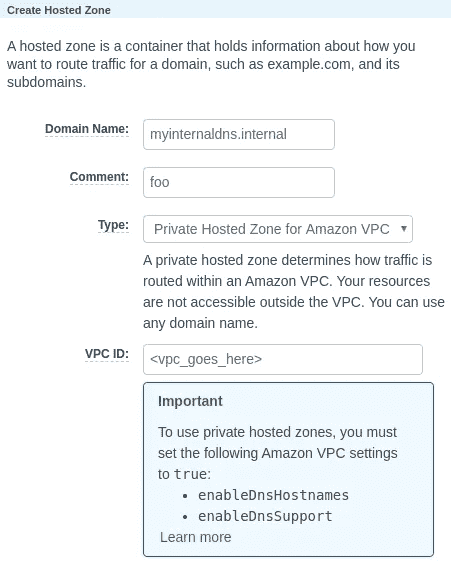 Create Hosted Zone
A hosted zone is a container that holds information about how you
want to route traffic for a domain, such as example.com, and its
subdomains.
Domain Name: myinternaldns.internal
Comment: foo
Type: Private Hosted Zone for Amazon VPC
A private hosted zone determines how traffic is
routed within an Amazon VPC. Your resources
are not accessible outside the VPC. You can use
any domain name.
VPC ID: <vpc_goes_here>
Important
To use private hosted zones, you must
set the following Amazon VPC settings
to true:
• enableDnsHostnames
• enableDnsSupport
Learn more